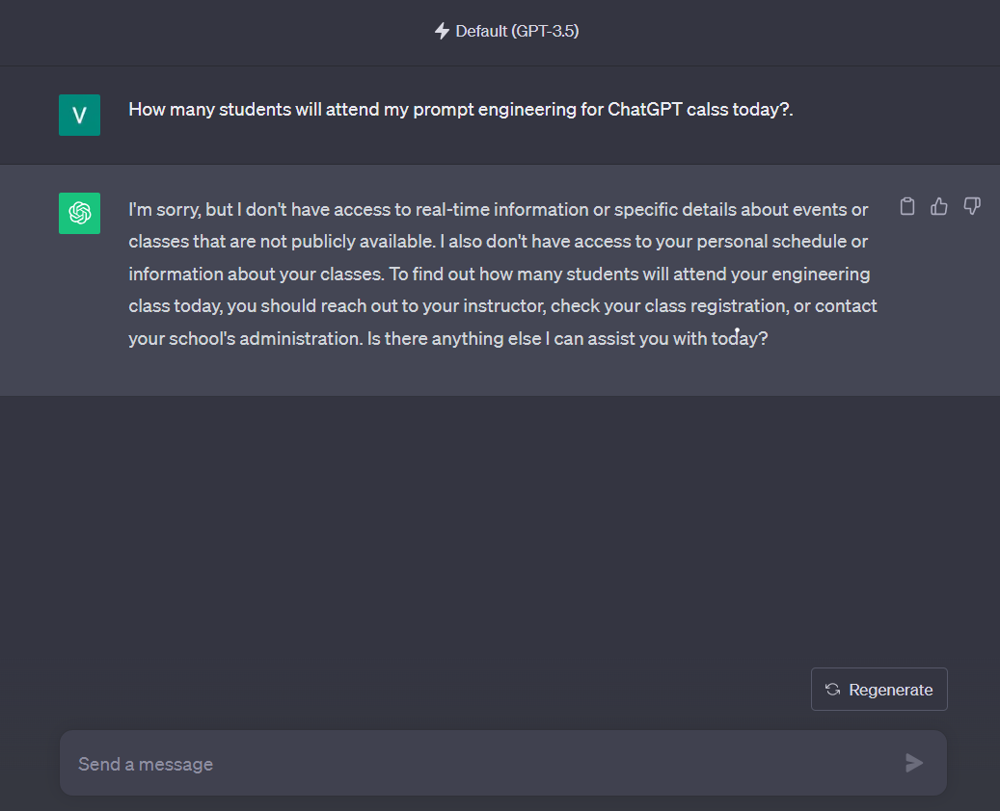 Default (GPT-3.5)
V
How many students will attend my prompt engineering for ChatGPT calss today?.
I'm sorry, but I don't have access to real-time information or specific details about events or
classes that are not publicly available. I also don't have access to your personal schedule or
information about your classes. To find out how many students will attend your engineering
class today, you should reach out to your instructor, check your class registration, or contact
your school's administration. Is there anything else I can assist you with today?
Regenerate
Send a message